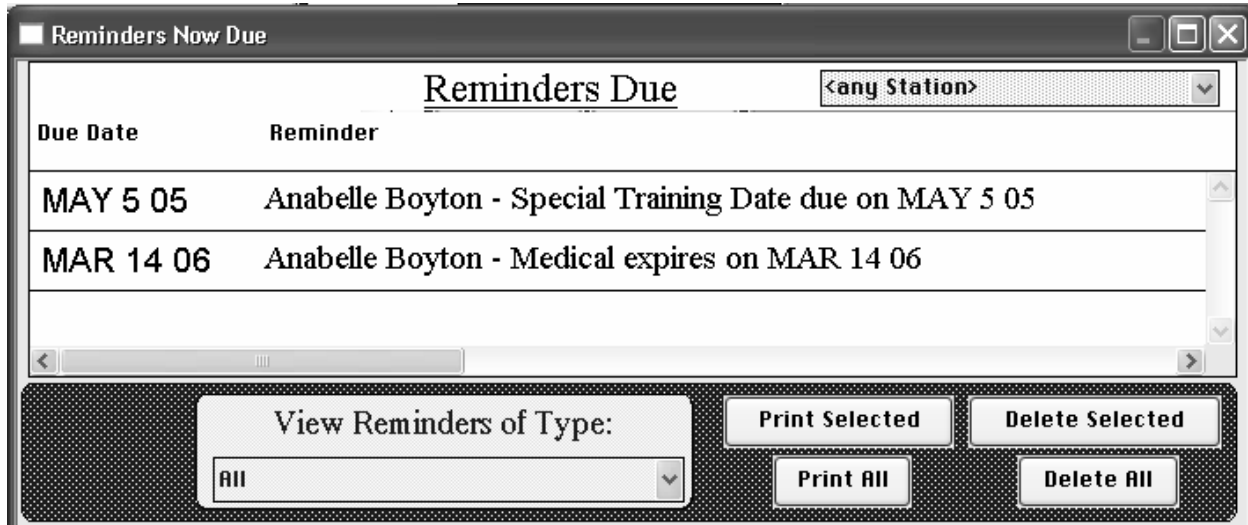 Reminders Now Due
Reminders Due <any Station>
Due Date Reminder
MAY 5 05 Anabelle Boyton - Special Training Date due on MAY 5 05
MAR 14 06 Anabelle Boyton - Medical expires on MAR 14 06
View Reminders of Type:
All
Print Selected Delete Selected
Print All Delete All